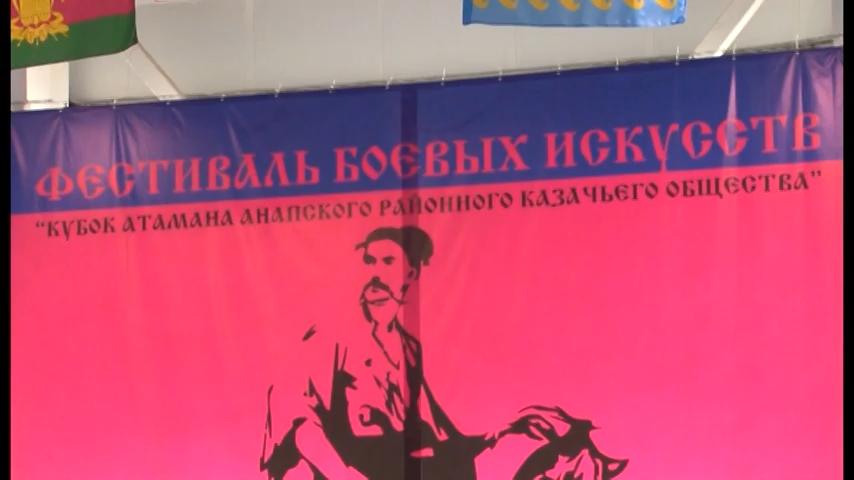 ФЕСТИВАЛЬ БОЕВЫХ ИСКУССТВ
“КУБОК АТАМАНА АНАПСКОГО РАЙОННОГО КАЗАЧЬЕГО ОБЩЕСТВА”